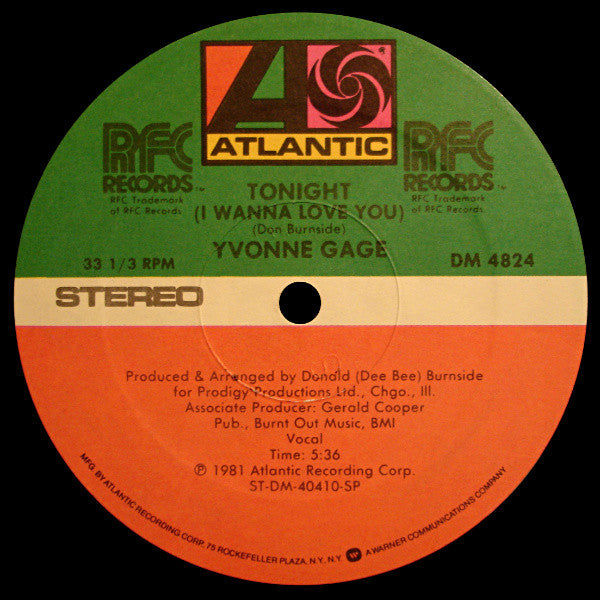 ATLANTIC
RFC
RECORDS™
RFC Trademark
of RFC Records
RFC
RECORDS™
RFC Trademark
of RFC Records
TONIGHT
(I WANNA LOVE YOU)
(Don Burnside)
YVONNE GAGE
33 1/3 RPM
DM 4824
STEREO
Produced & Arranged by Donald (Dee Bee) Burnside
for Prodigy Productions Ltd., Chgo., Ill.
Associate Producer: Gerald Cooper
Pub., Burnt Out Music, BMI
Vocal
Time: 5:36
℗ 1981 Atlantic Recording Corp.
ST-DM-40410-SP
MFG. BY ATLANTIC RECORDING CORP. 75 ROCKEFELLER PLAZA, N.Y., N.Y. A WARNER COMMUNICATIONS COMPANY